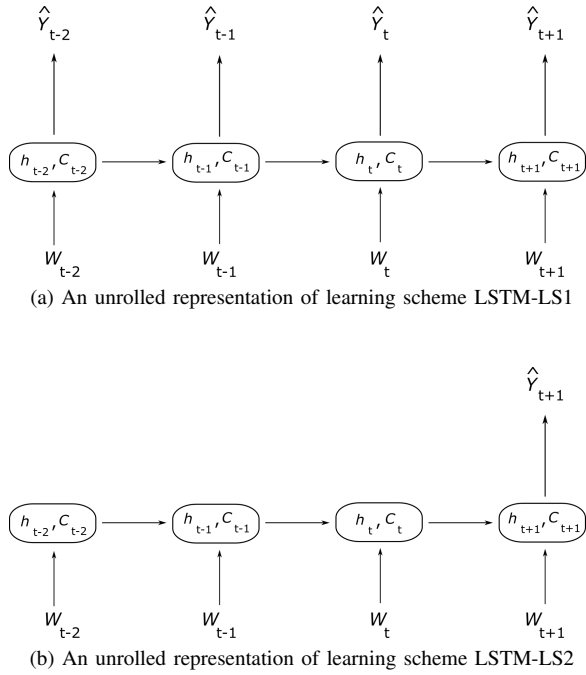 Ŷt-2 Ŷt-1 Ŷt Ŷt+1
ht-2, Ct-2 ht-1, Ct-1 ht, Ct ht+1, Ct+1
Wt-2 Wt-1 Wt Wt+1
(a) An unrolled representation of learning scheme LSTM-LS1
Ŷt+1
ht-2, Ct-2 ht-1, Ct-1 ht, Ct ht+1, Ct+1
Wt-2 Wt-1 Wt Wt+1
(b) An unrolled representation of learning scheme LSTM-LS2